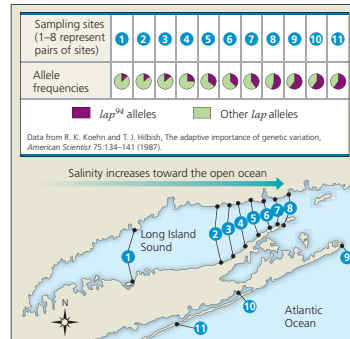 Sampling sites
(1–8 represent
pairs of sites)
1 2 3 4 5 6 7 8 9 10 11
Allele
frequencies
lap94 alleles Other lap alleles
Data from R. K. Koehn and T. J. Hilbish, The adaptive importance of genetic variation,
American Scientist 75:134–141 (1987).
Salinity increases toward the open ocean
Long Island
Sound
1 2 3 4 5 6 7 8
9
N
10
11
Atlantic
Ocean